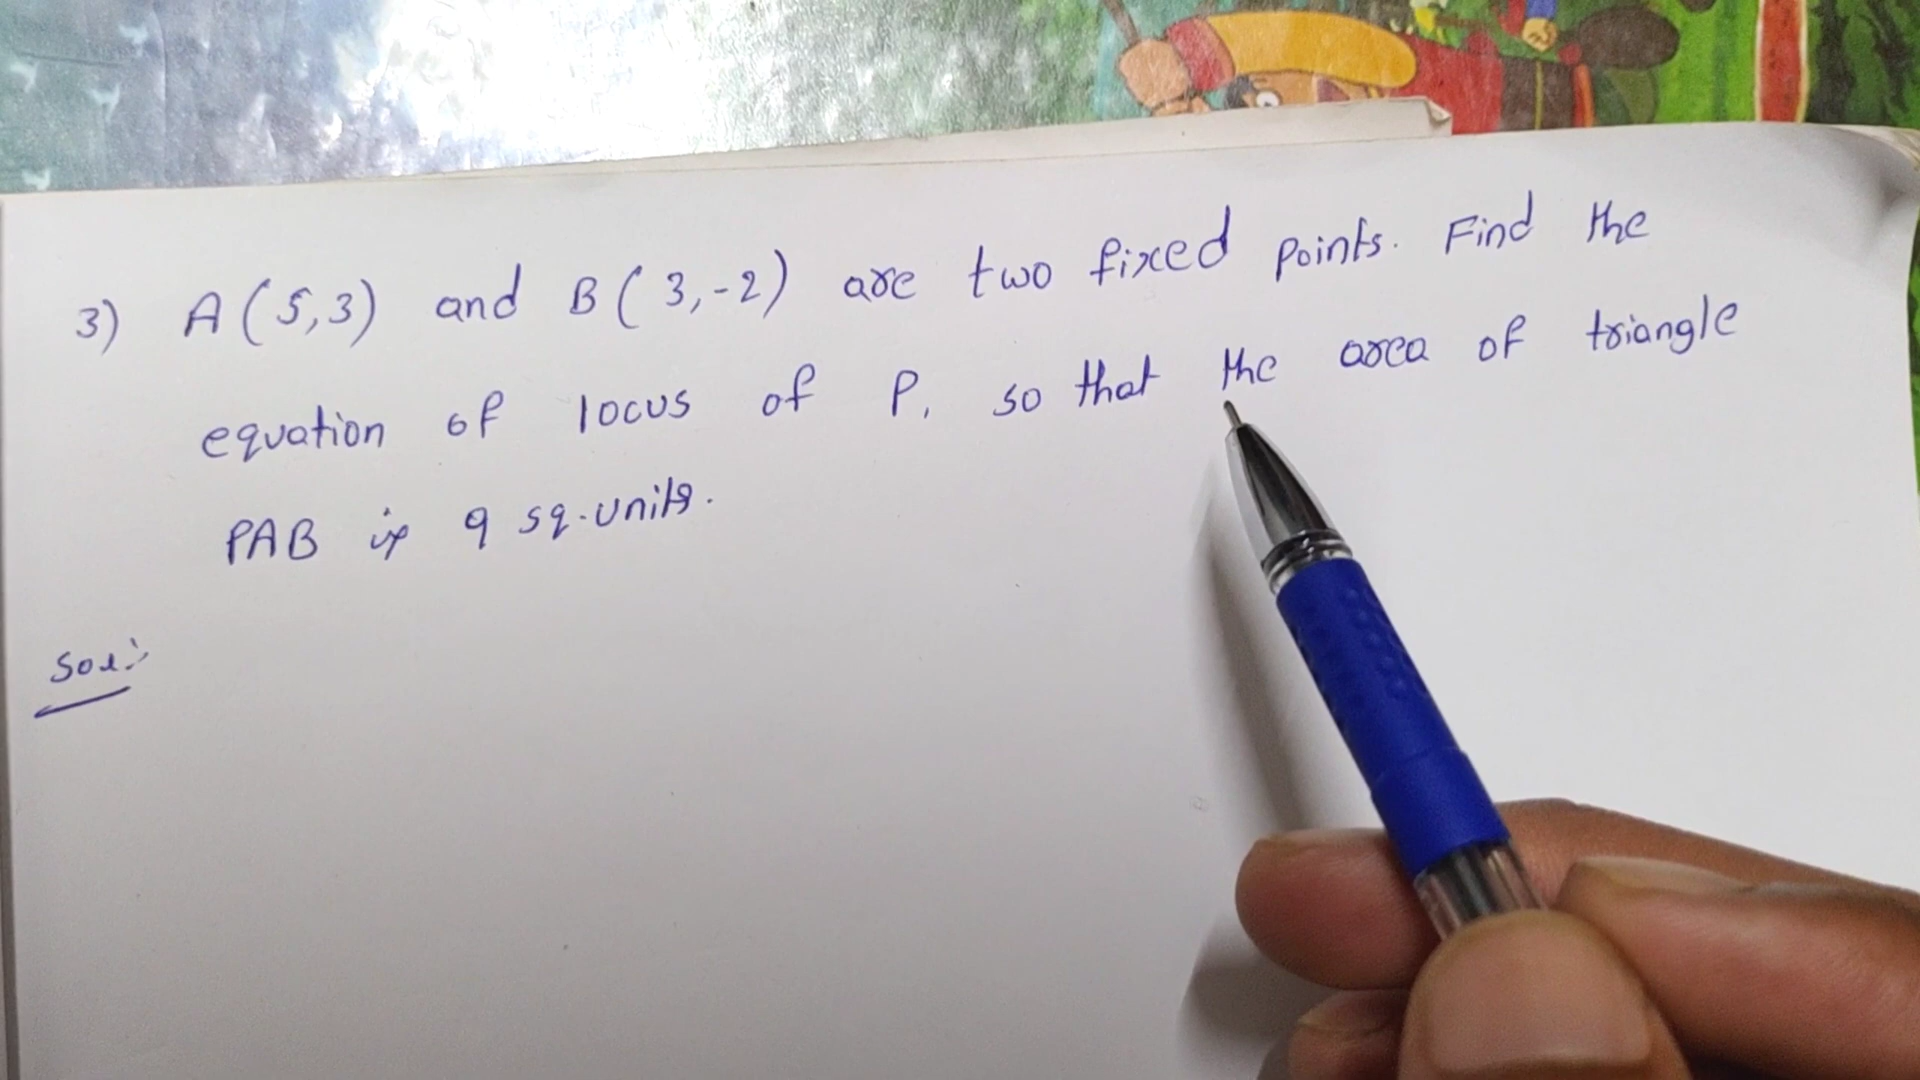 3) A(5,3) and B(3,-2) are two fixed points. Find the
equation of locus of P, so that the area of triangle
PAB is 9 sq.units.
Sol:-